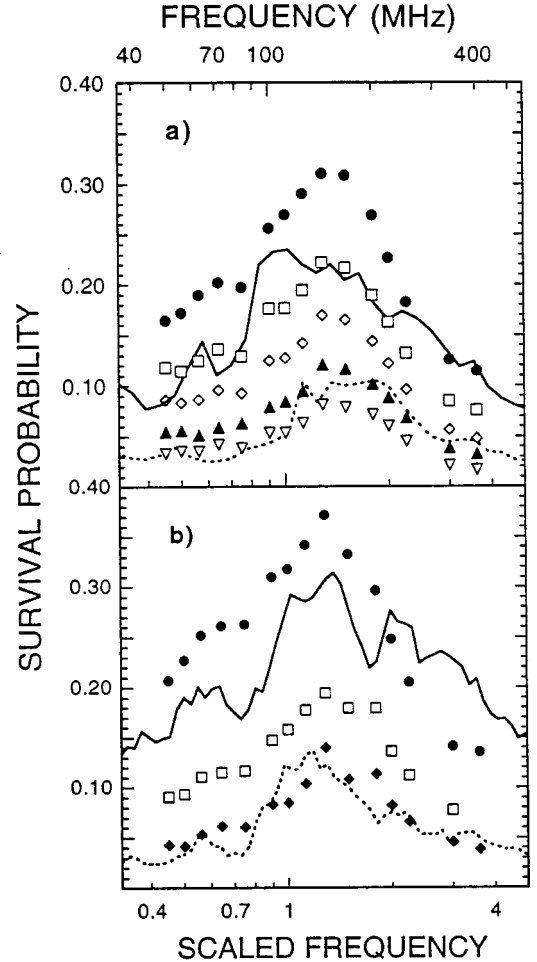 FREQUENCY (MHz)
40 70 100 400
0.40
a)
0.30
0.20
0.10
SURVIVAL PROBABILITY
0.40
b)
0.30
0.20
0.10
0.4 0.7 1 4
SCALED FREQUENCY